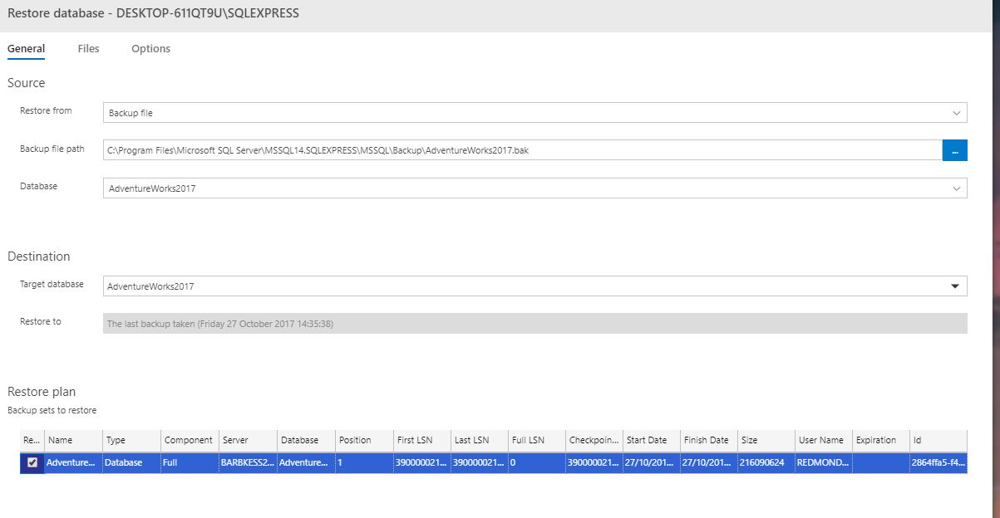 Restore database - DESKTOP-611QT9U\SQLEXPRESS
General Files Options
Source
Restore from Backup file
Backup file path C:\Program Files\Microsoft SQL Server\MSSQL14.SQLEXPRESS\MSSQL\Backup\AdventureWorks2017.bak ...
Database AdventureWorks2017
Destination
Target database AdventureWorks2017
Restore to The last backup taken (Friday 27 October 2017 14:35:38)
Restore plan
Backup sets to restore
Re... Name Type Component Server Database Position First LSN Last LSN Full LSN Checkpoin... Start Date Finish Date Size User Name Expiration Id
Adventure... Database Full BARBKESS2... Adventure... 1 390000021... 390000021... 0 390000021... 27/10/201... 27/10/201... 216090624 REDMOND... 2864ffa5-f4...